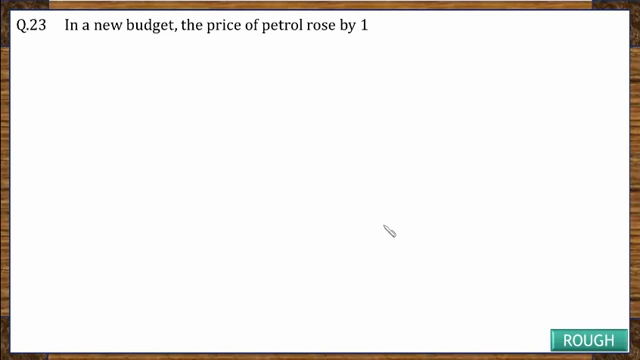 Q.23 In a new budget, the price of petrol rose by 1
ROUGH